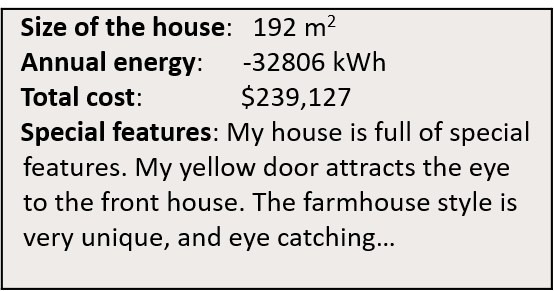 Size of the house: 192 m²
Annual energy: -32806 kWh
Total cost: $239,127
Special features: My house is full of special
features. My yellow door attracts the eye
to the front house. The farmhouse style is
very unique, and eye catching…